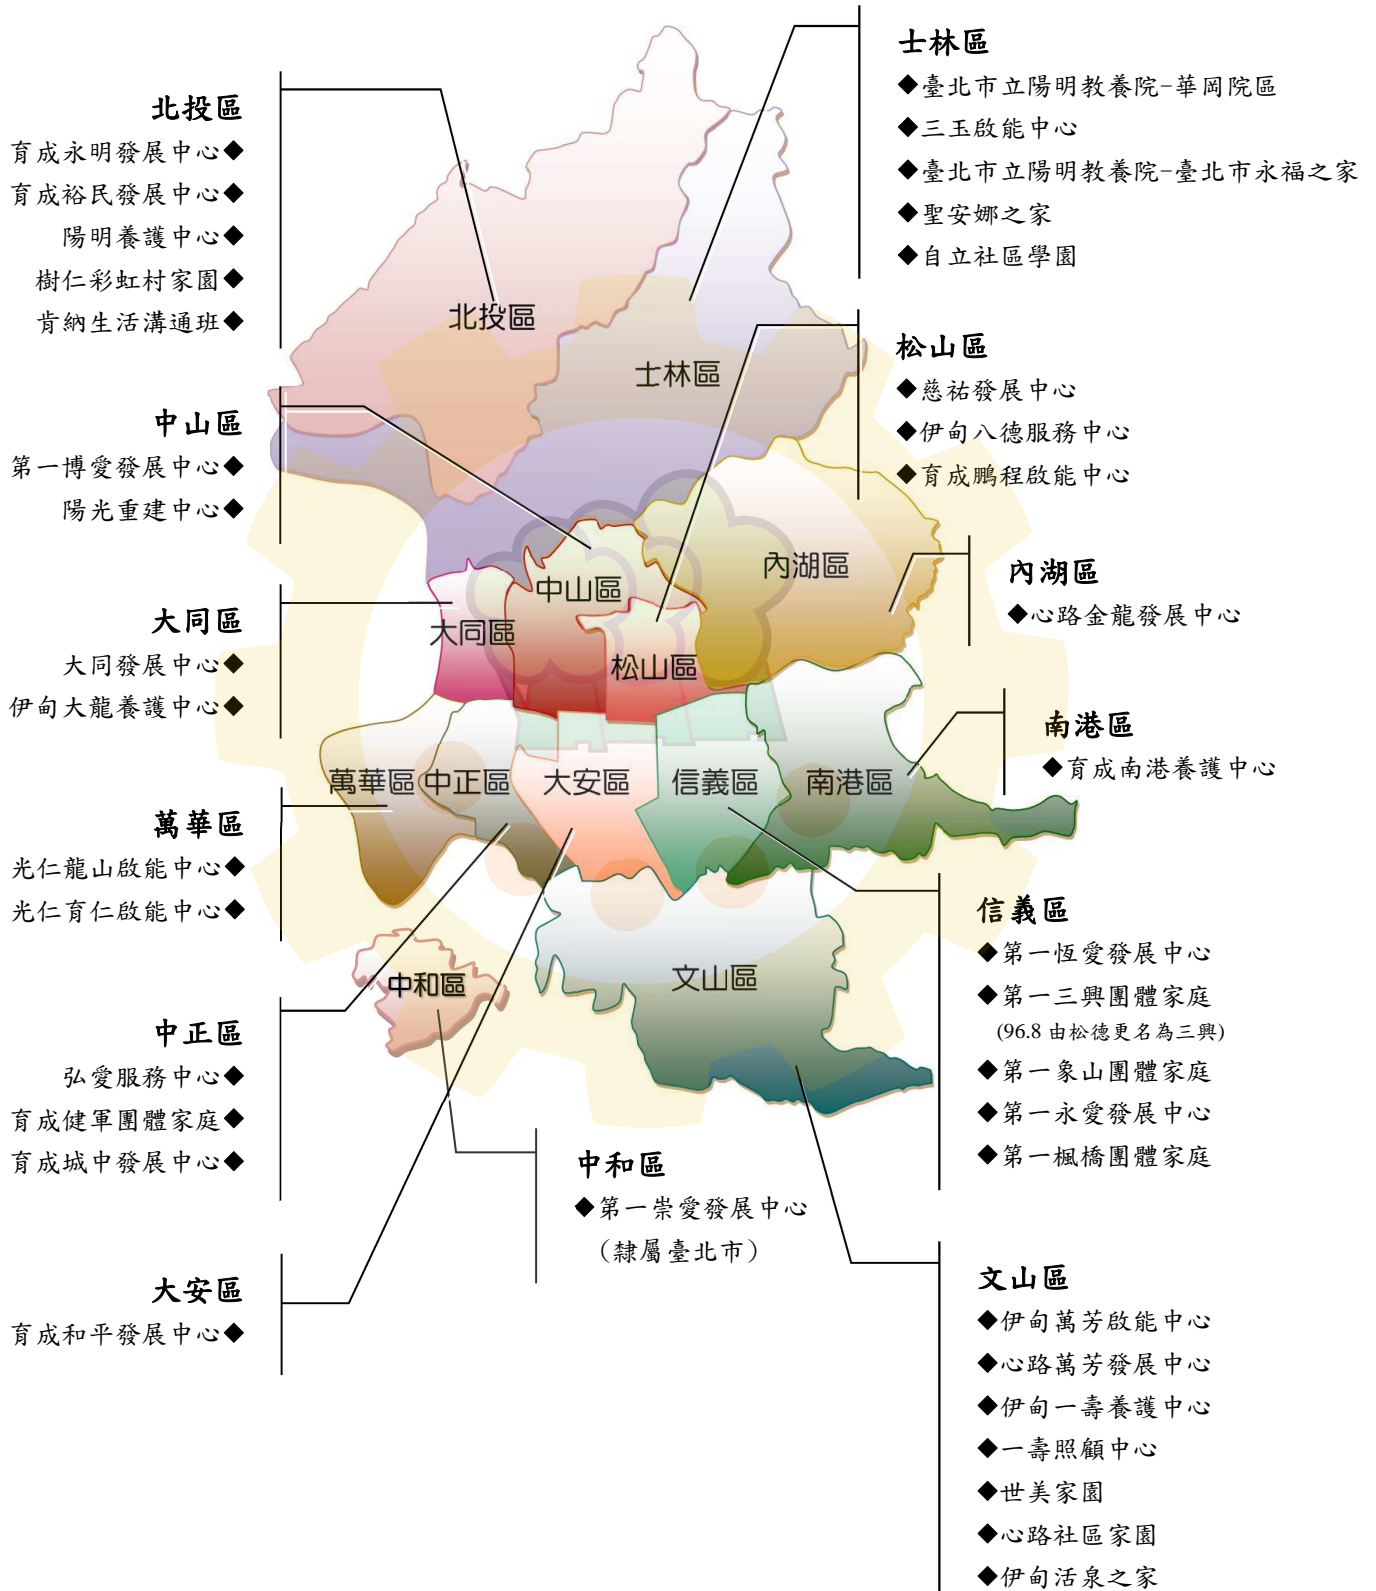 北投區
育成永明發展中心◆
育成裕民發展中心◆
陽明養護中心◆
樹仁彩虹村家園◆
肯納生活溝通班◆
中山區
第一博愛發展中心◆
陽光重建中心◆
大同區
大同發展中心◆
伊甸大龍養護中心◆
萬華區
光仁龍山啟能中心◆
光仁育仁啟能中心◆
中正區
弘愛服務中心◆
育成健軍團體家庭◆
育成城中發展中心◆
大安區
育成和平發展中心◆
北投區
士林區
內湖區
中山區
大同區
松山區
萬華區
中正區
大安區
信義區
南港區
文山區
中和區
士林區
◆臺北市立陽明教養院-華岡院區
◆三玉啟能中心
◆臺北市立陽明教養院-臺北市永福之家
◆聖安娜之家
◆自立社區學園
松山區
◆慈祐發展中心
◆伊甸八德服務中心
◆育成鵬程啟能中心
內湖區
◆心路金龍發展中心
南港區
◆育成南港養護中心
信義區
◆第一恆愛發展中心
◆第一三興團體家庭
(96.8 由松德更名為三興)
◆第一象山團體家庭
◆第一永愛發展中心
◆第一楓橋團體家庭
中和區
◆第一崇愛發展中心
（隸屬臺北市）
文山區
◆伊甸萬芳啟能中心
◆心路萬芳發展中心
◆伊甸一壽養護中心
◆一壽照顧中心
◆世美家園
◆心路社區家園
◆伊甸活泉之家